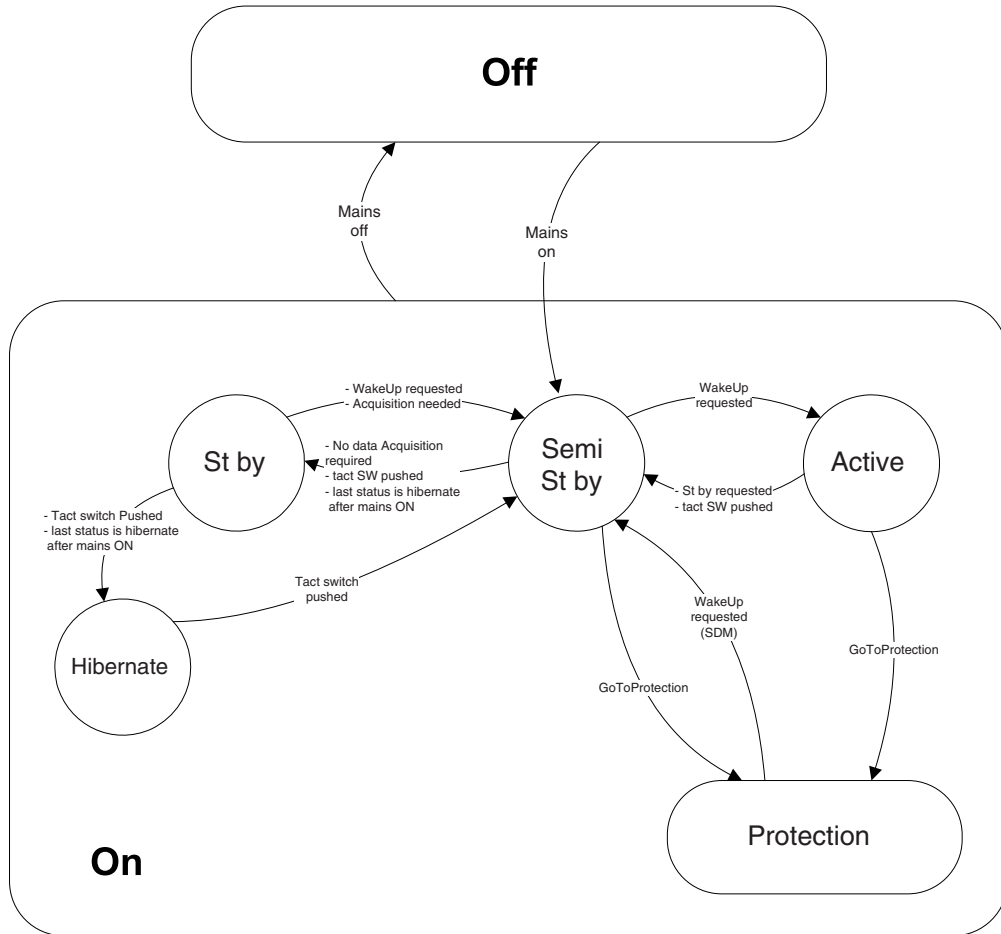 Off
Mains
off
Mains
on
- WakeUp requested
- Acquisition needed
WakeUp
requested
St by
- No data Acquisition
required
- tact SW pushed
- last status is hibernate
after mains ON
Semi
St by
Active
- St by requested
- tact SW pushed
- Tact switch Pushed
- last status is hibernate
after mains ON
Tact switch
pushed
WakeUp
requested
(SDM)
Hibernate
GoToProtection
GoToProtection
Protection
On